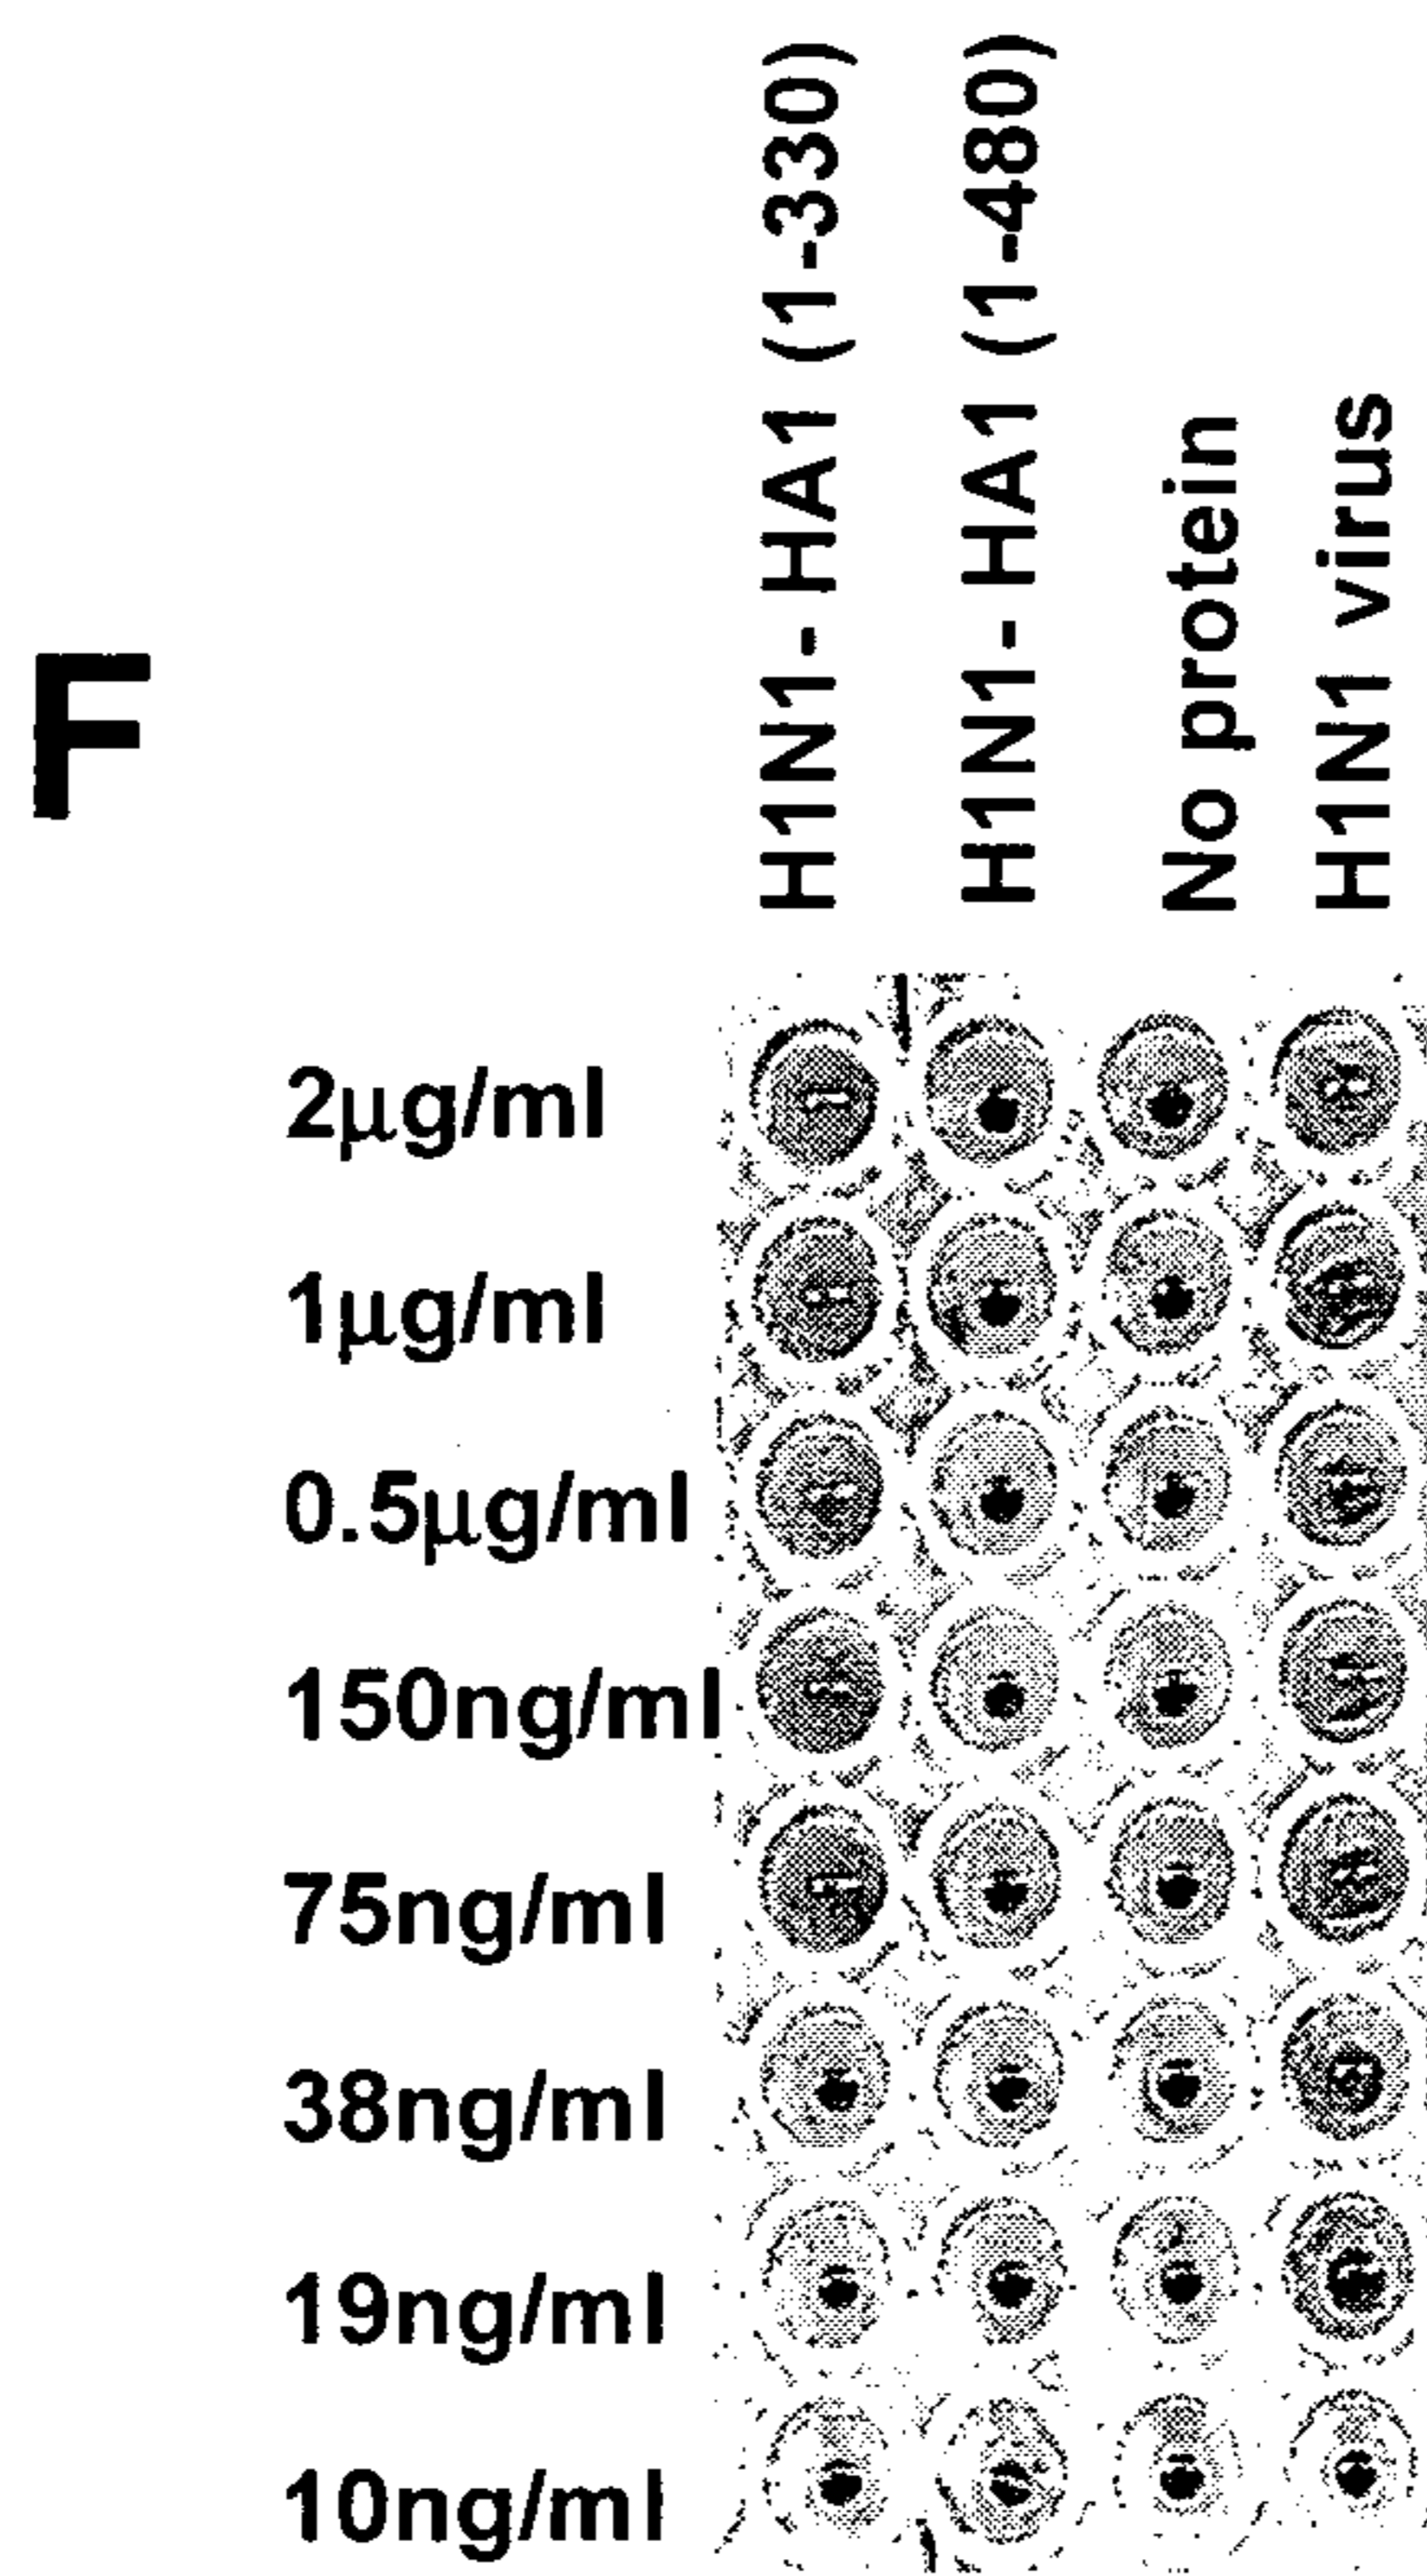 F
H1N1- HA1 (1-330)
H1N1- HA1 (1-480)
No protein
H1N1 virus
2μg/ml
1μg/ml
0.5μg/ml
150ng/ml
75ng/ml
38ng/ml
19ng/ml
10ng/ml